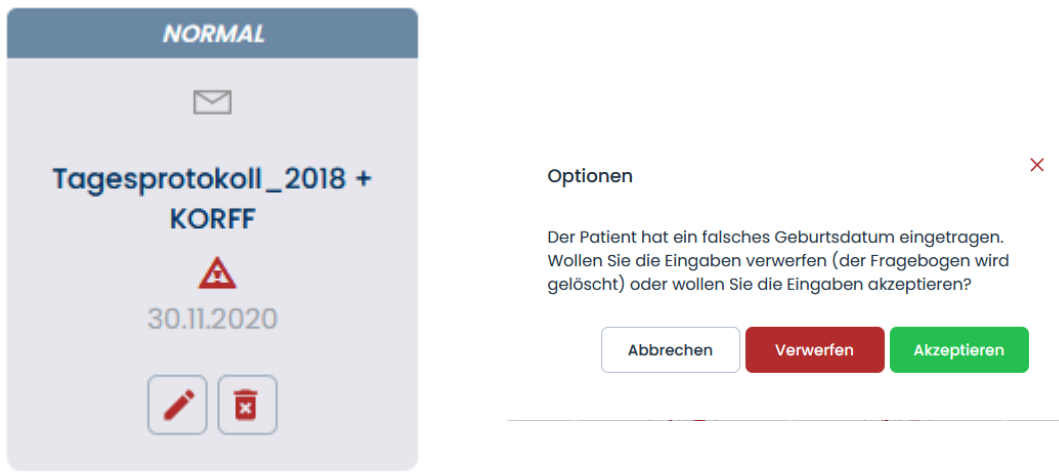 NORMAL
Tagesprotokoll_2018 +
KORFF
30.11.2020
Optionen
Der Patient hat ein falsches Geburtsdatum eingetragen.
Wollen Sie die Eingaben verwerfen (der Fragebogen wird
gelöscht) oder wollen Sie die Eingaben akzeptieren?
Abbrechen
Verwerfen
Akzeptieren